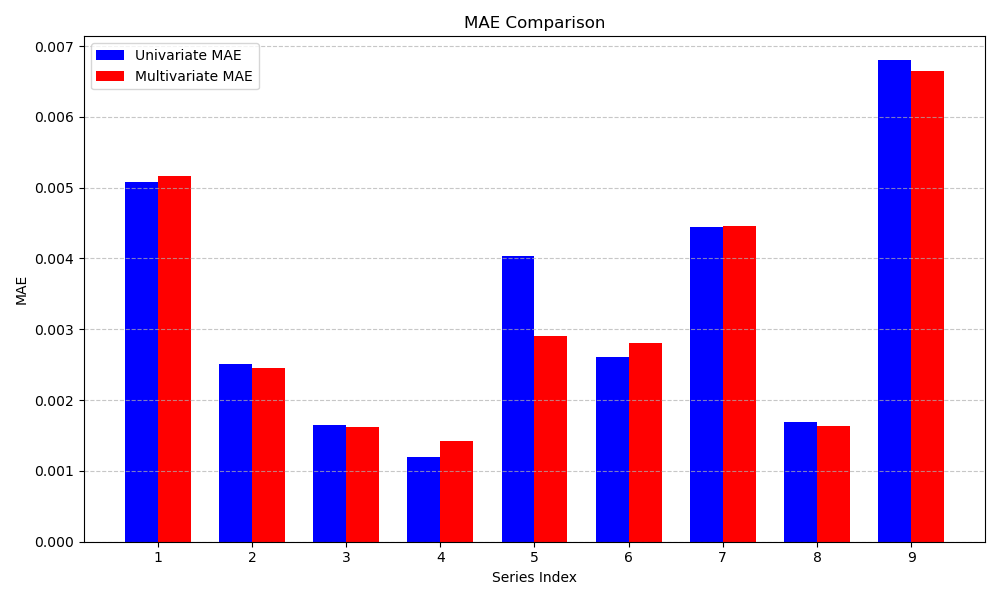 MAE Comparison
Univariate MAE
Multivariate MAE
MAE
0.007
0.006
0.005
0.004
0.003
0.002
0.001
0.000
1 2 3 4 5 6 7 8 9
Series Index